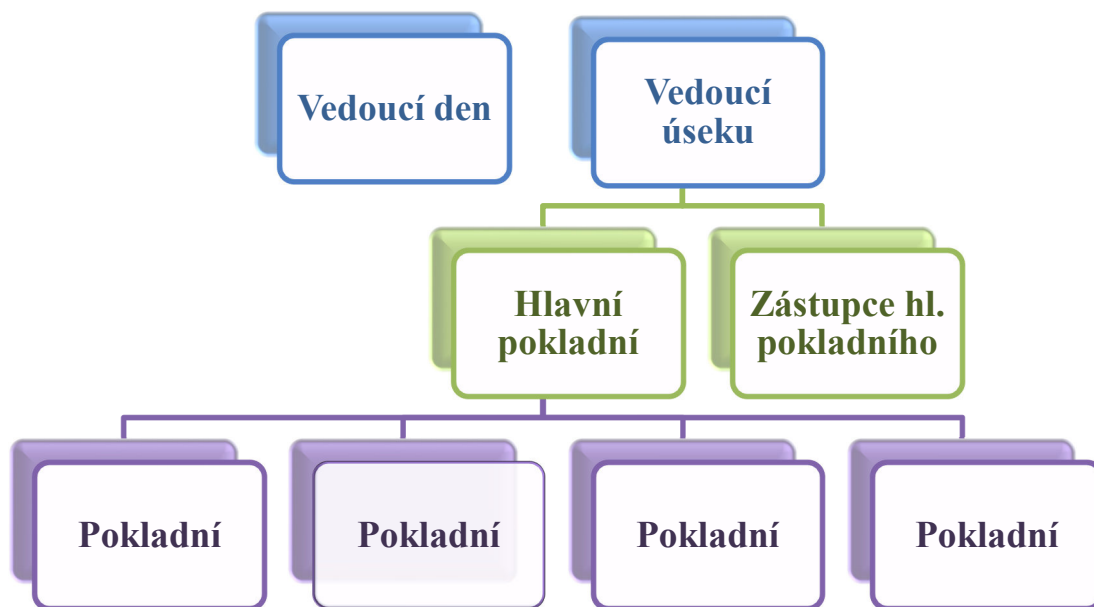 Vedoucí den
Vedoucí
úseku
Hlavní
pokladní
Zástupce hl.
pokladního
Pokladní
Pokladní
Pokladní
Pokladní